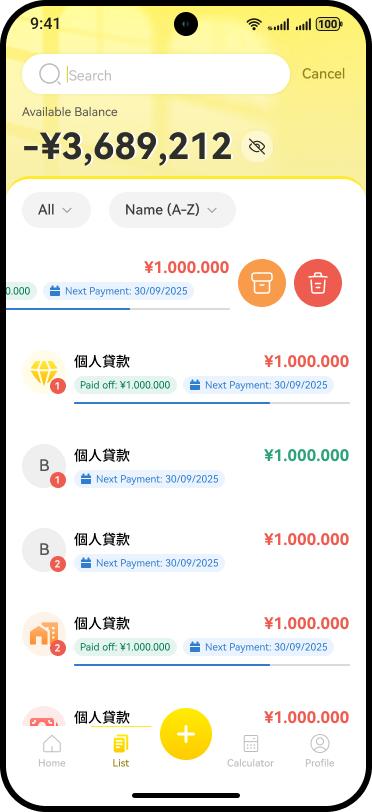 9:41
100
Search
Cancel
Available Balance
-¥3,689,212
All
Name (A-Z)
¥1.000.000
0.000
Next Payment: 30/09/2025
個人貸款
¥1.000.000
1
Paid off: ¥1.000.000
Next Payment: 30/09/2025
B
個人貸款
¥1.000.000
1
Next Payment: 30/09/2025
B
個人貸款
¥1.000.000
2
Next Payment: 30/09/2025
個人貸款
¥1.000.000
2
Paid off: ¥1.000.000
Next Payment: 30/09/2025
個人貸款
¥1.000.000
Home
List
Calculator
Profile